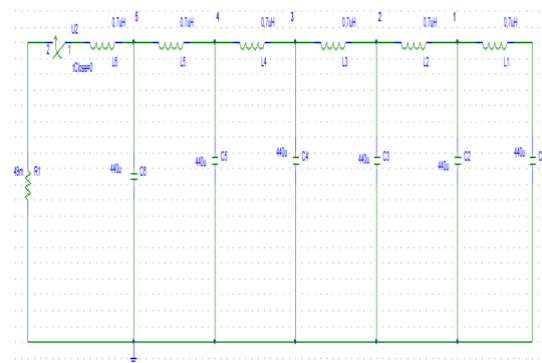 5 4 3 2 1
U2 0.7uH 0.7uH 0.7uH 0.7uH 0.7uH 0.7uH
2 1
tClose=0 L6 L5 L4 L3 L2 L1
49m R1 440u C6 440u C5 440u C4 440u C3 440u C2 440u C